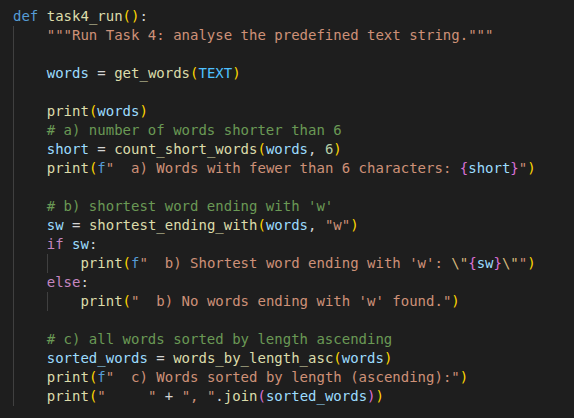 def task4_run():
    """Run Task 4: analyse the predefined text string."""

    words = get_words(TEXT)

    print(words)
    # a) number of words shorter than 6
    short = count_short_words(words, 6)
    print(f"  a) Words with fewer than 6 characters: {short}")

    # b) shortest word ending with 'w'
    sw = shortest_ending_with(words, "w")
    if sw:
        print(f"  b) Shortest word ending with 'w': \"{sw}\"")
    else:
        print("  b) No words ending with 'w' found.")

    # c) all words sorted by length ascending
    sorted_words = words_by_length_asc(words)
    print(f"  c) Words sorted by length (ascending):")
    print("     " + ", ".join(sorted_words))